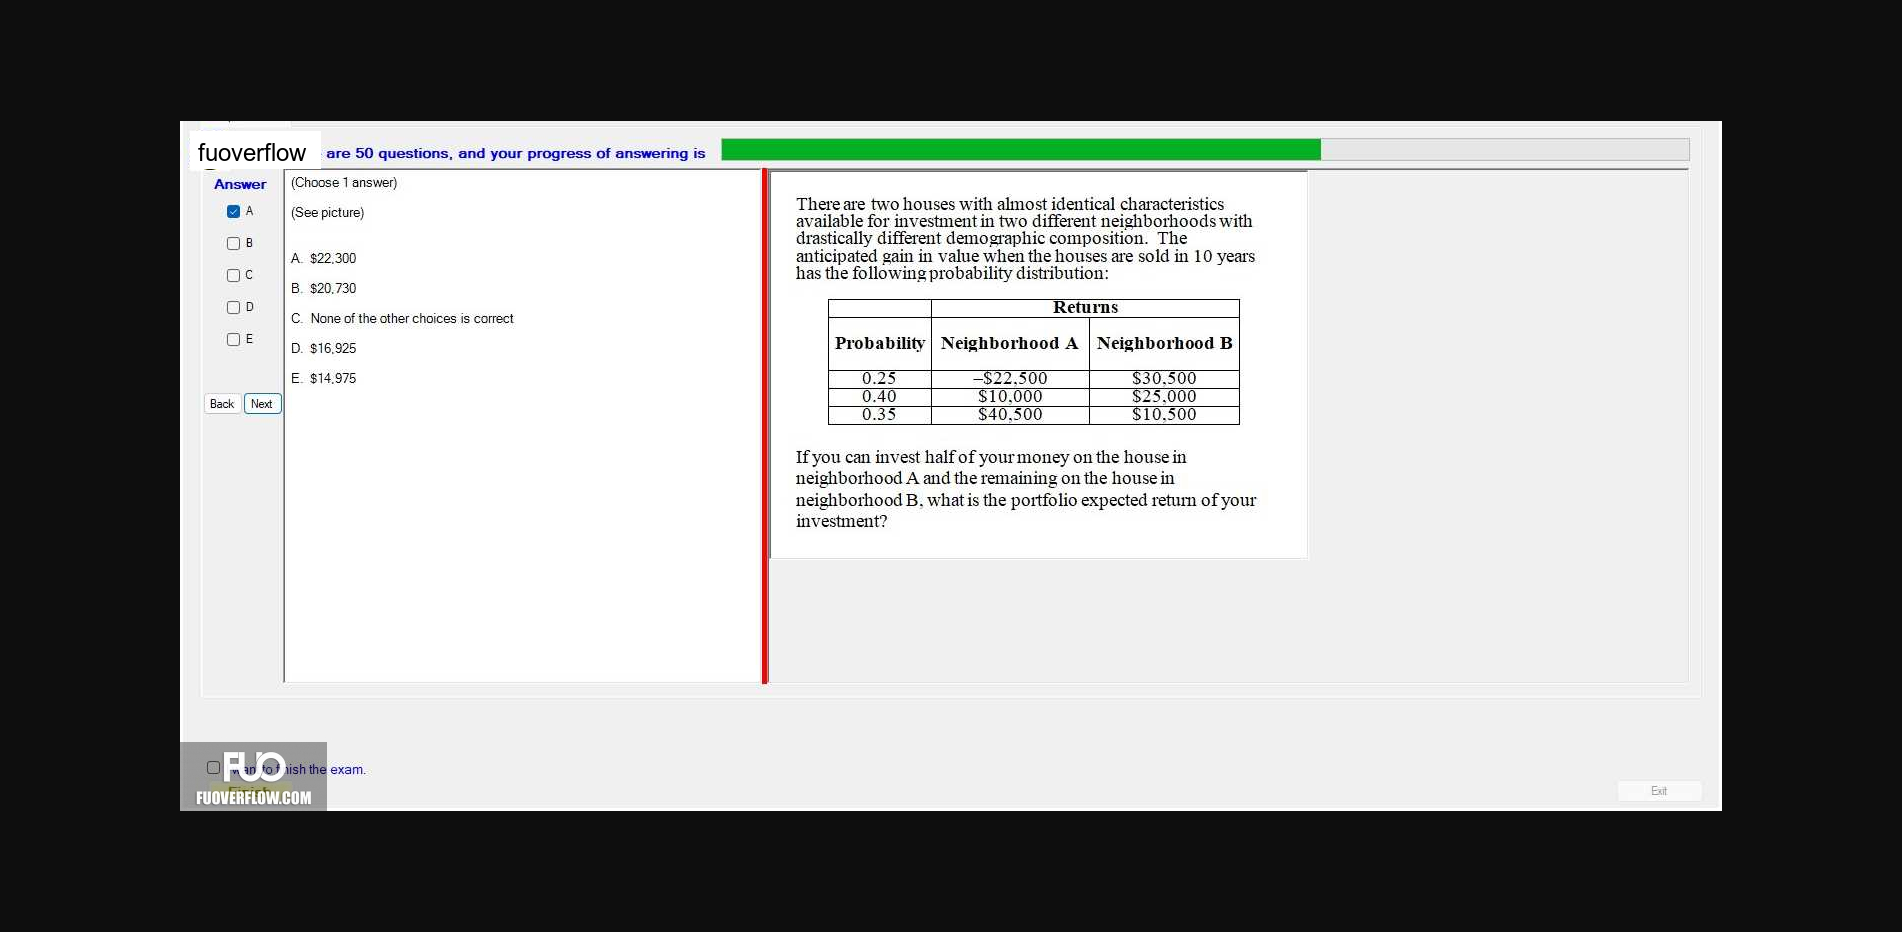 fuoverflow are 50 questions, and your progress of answering is
Answer
A
B
C
D
E
Back Next
(Choose 1 answer)
(See picture)
A. $22,300
B. $20,730
C. None of the other choices is correct
D. $16,925
E. $14,975
There are two houses with almost identical characteristics
available for investment in two different neighborhoods with
drastically different demographic composition. The
anticipated gain in value when the houses are sold in 10 years
has the following probability distribution:
Returns
Probability Neighborhood A Neighborhood B
0.25 –$22,500 $30,500
0.40 $10,000 $25,000
0.35 $40,500 $10,500
If you can invest half of your money on the house in
neighborhood A and the remaining on the house in
neighborhood B, what is the portfolio expected return of your
investment?
FUO
want to finish the exam.
Finish
FUOVERFLOW.COM
Exit